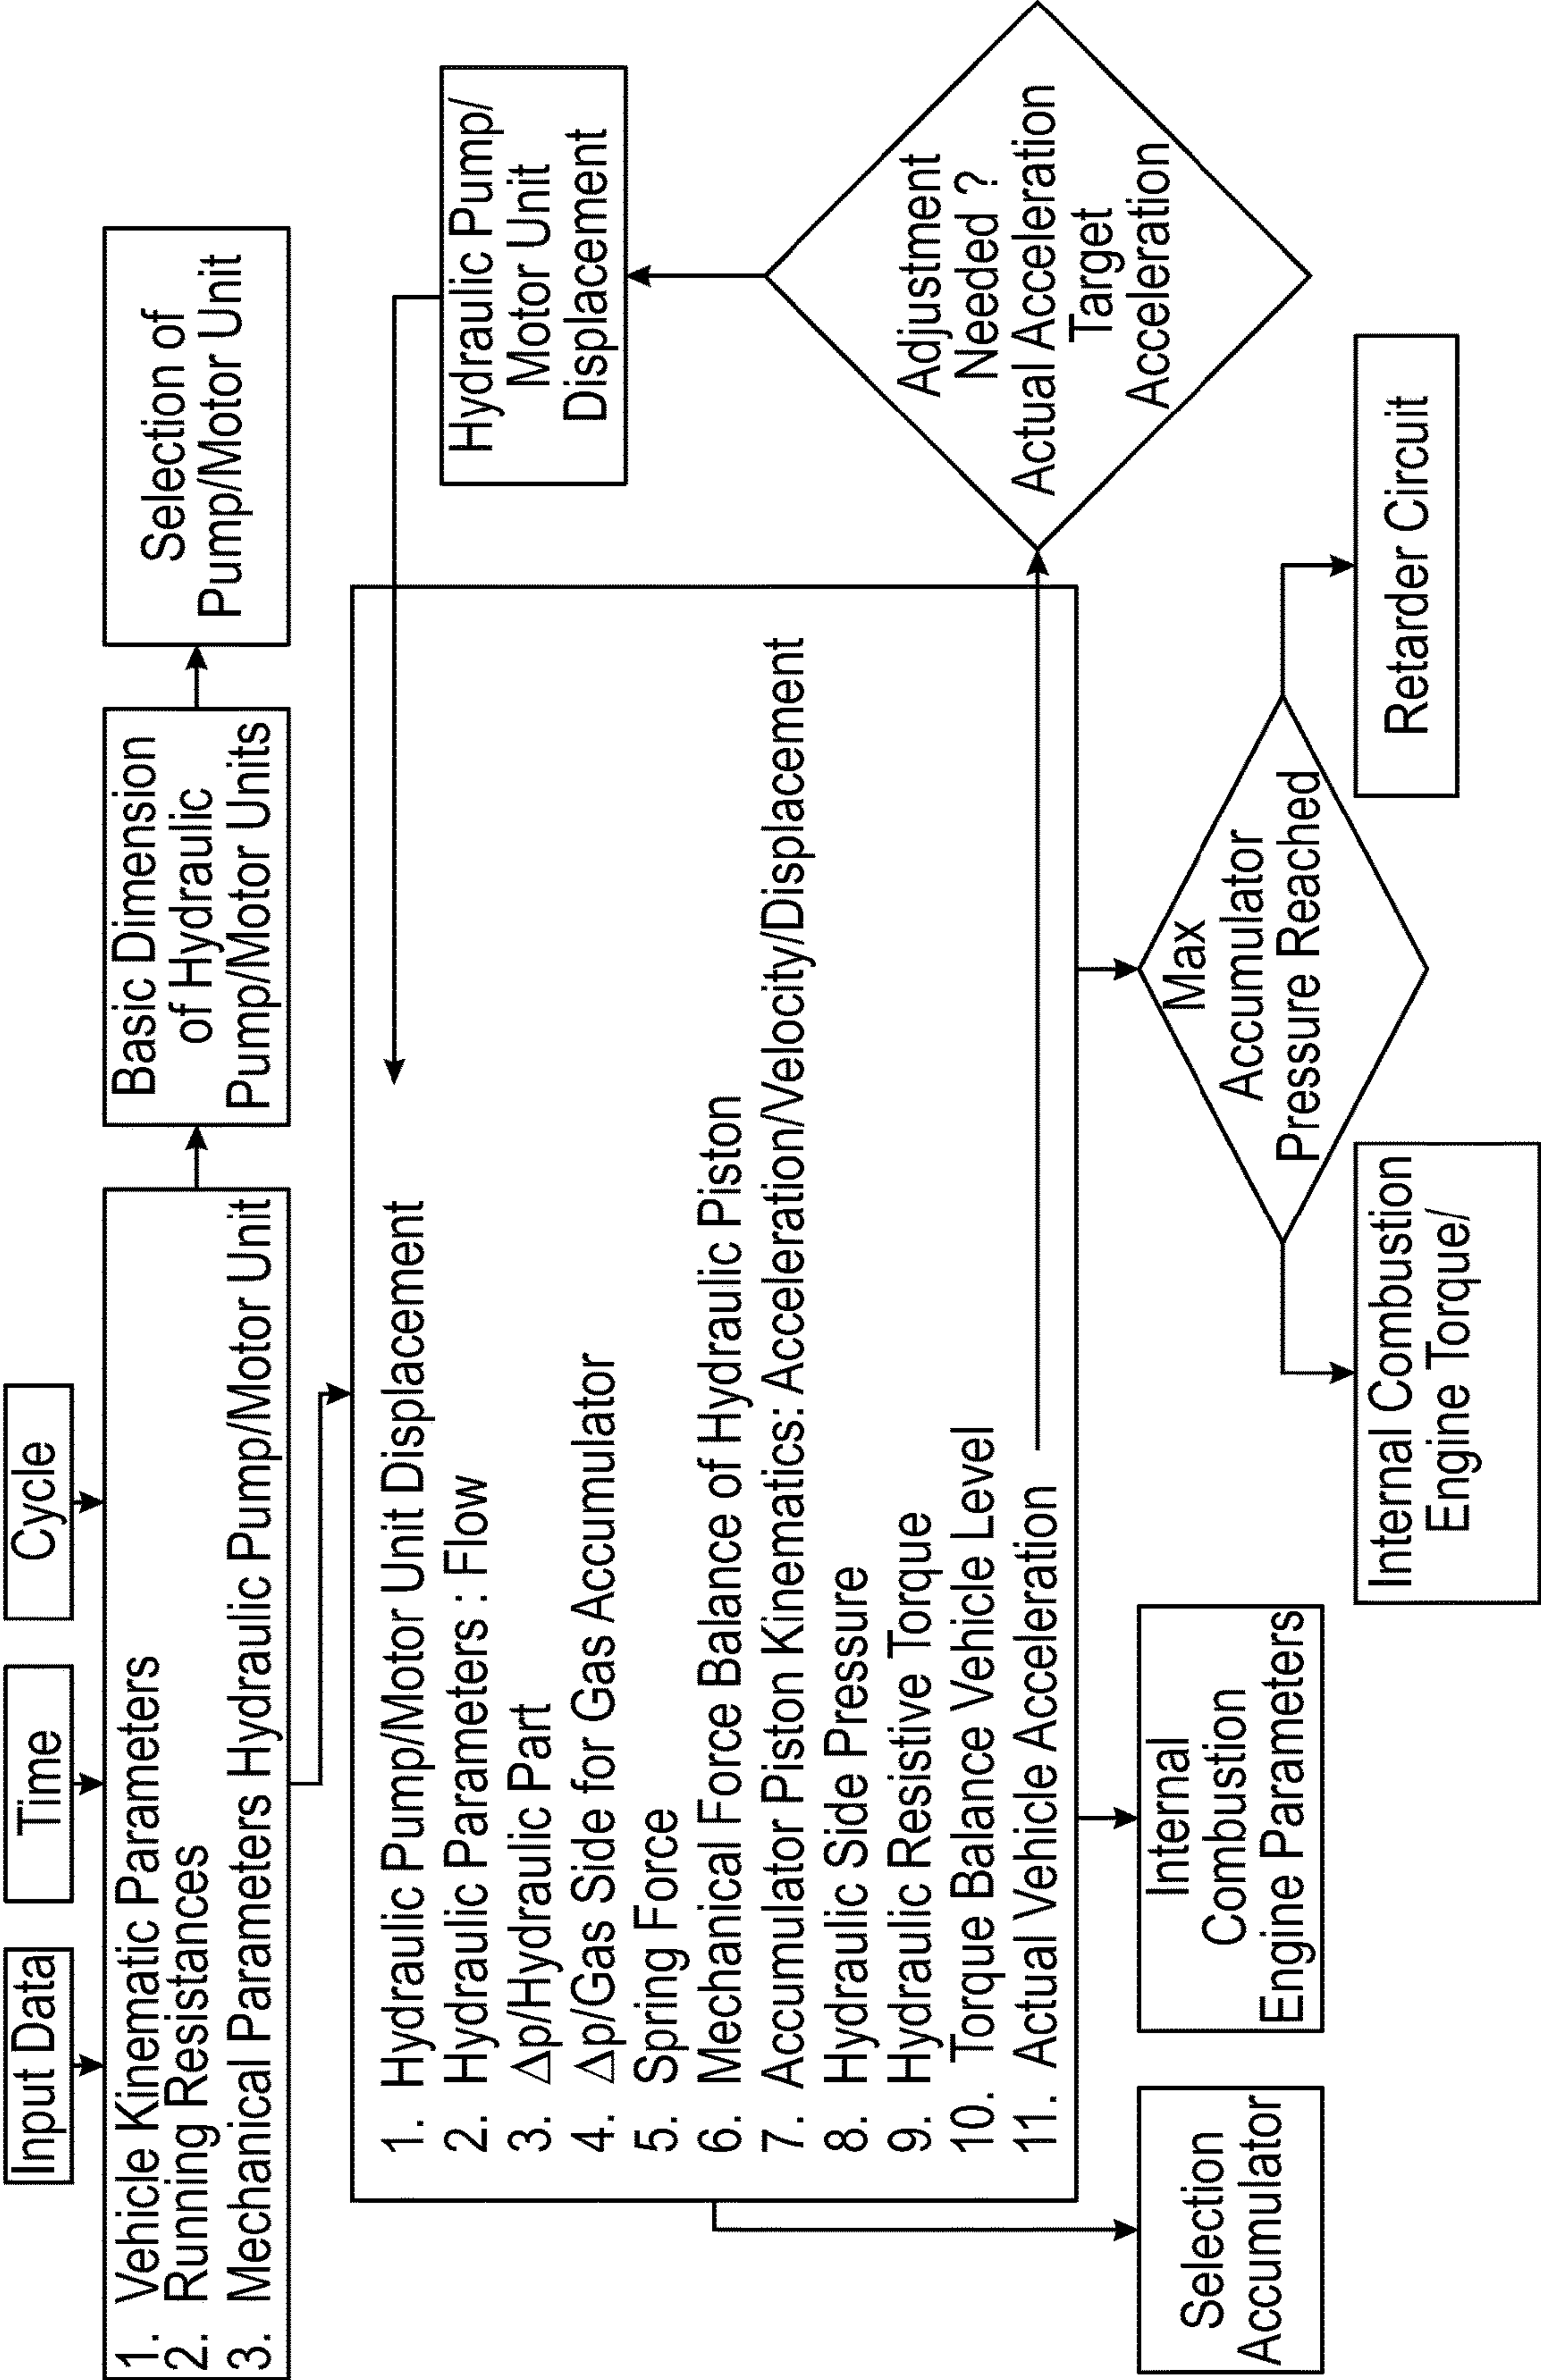 Input Data
Time
Cycle
1. Vehicle Kinematic Parameters
2. Running Resistances
3. Mechanical Parameters Hydraulic Pump/Motor Unit
Basic Dimension
of Hydraulic
Pump/Motor Units
Selection of
Pump/Motor Unit
1. Hydraulic Pump/Motor Unit Displacement
2. Hydraulic Parameters : Flow
3. Δp/Hydraulic Part
4. Δp/Gas Side for Gas Accumulator
5. Spring Force
6. Mechanical Force Balance of Hydraulic Piston
7. Accumulator Piston Kinematics: Acceleration/Velocity/Displacement
8. Hydraulic Side Pressure
9. Hydraulic Resistive Torque
10. Torque Balance Vehicle Level
11. Actual Vehicle Acceleration
Hydraulic Pump/
Motor Unit
Displacement
Adjustment
Needed ?
Actual Acceleration
Target
Acceleration
Selection
Accumulator
Internal
Combustion
Engine Parameters
Max
Accumulator
Pressure Reached
Internal Combustion
Engine Torque/
Retarder Circuit